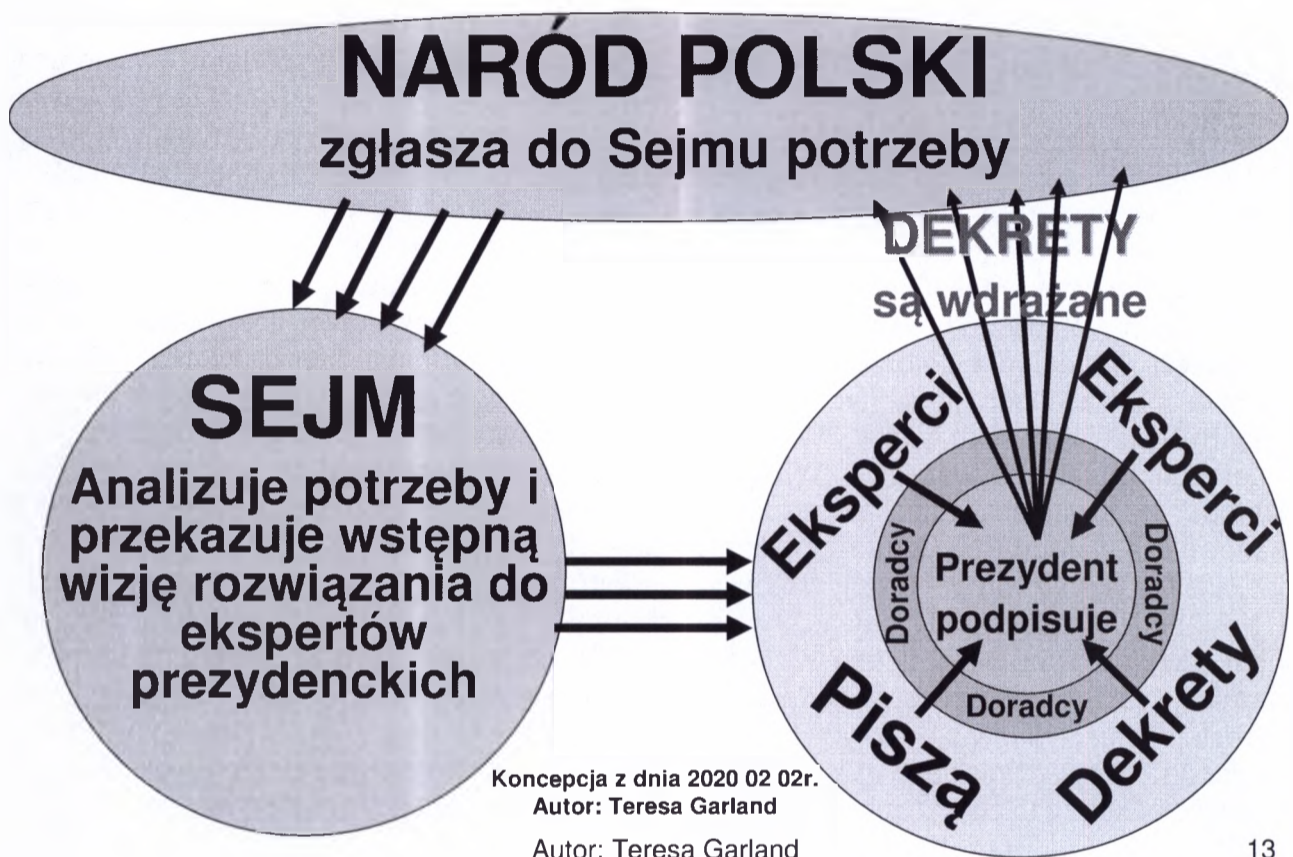 NARÓD POLSKI
zgłasza do Sejmu potrzeby
DEKRETY
są wdrażane
SEJM
Analizuje potrzeby i
przekazuje wstępną
wizję rozwiązania do
ekspertów
prezydenckich
Eksperci
Eksperci
Doradcy
Doradcy
Prezydent
podpisuje
Doradcy
Piszą
Dekrety
Koncepcja z dnia 2020 02 02r.
Autor: Teresa Garland
Autor: Teresa Garland
13